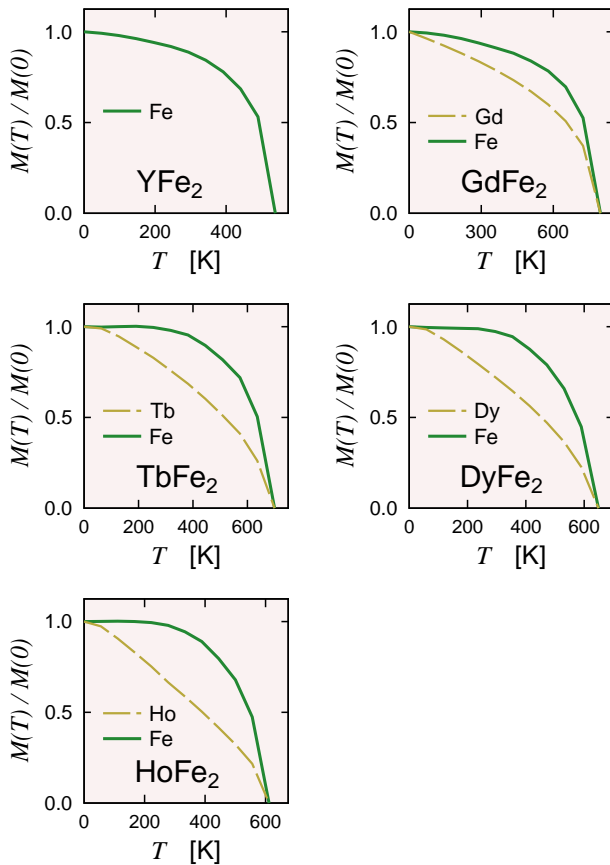 M(T) / M(0)
1.0
0.5
0.0
Fe
YFe2
0 200 400
T [K]
M(T) / M(0)
1.0
0.5
0.0
Gd
Fe
GdFe2
0 300 600
T [K]
M(T) / M(0)
1.0
0.5
0.0
Tb
Fe
TbFe2
0 200 400 600
T [K]
M(T) / M(0)
1.0
0.5
0.0
Dy
Fe
DyFe2
0 200 400 600
T [K]
M(T) / M(0)
1.0
0.5
0.0
Ho
Fe
HoFe2
0 200 400 600
T [K]